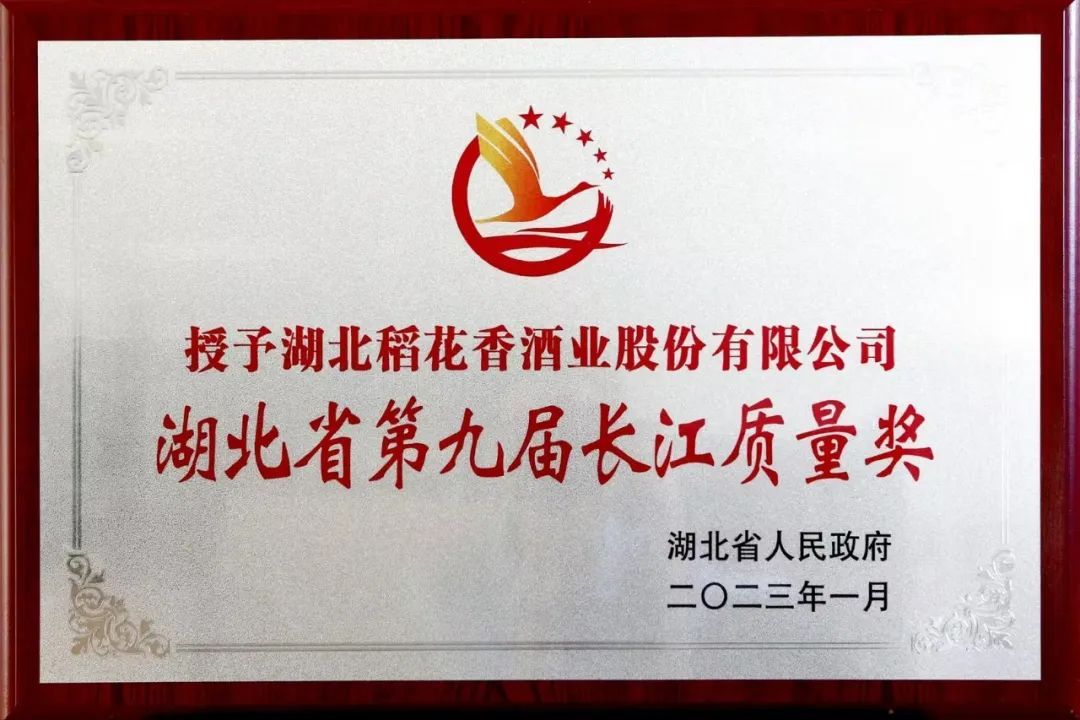 授予湖北稻花香酒业股份有限公司
湖北省第九届长江质量奖
湖北省人民政府
二〇二三年一月